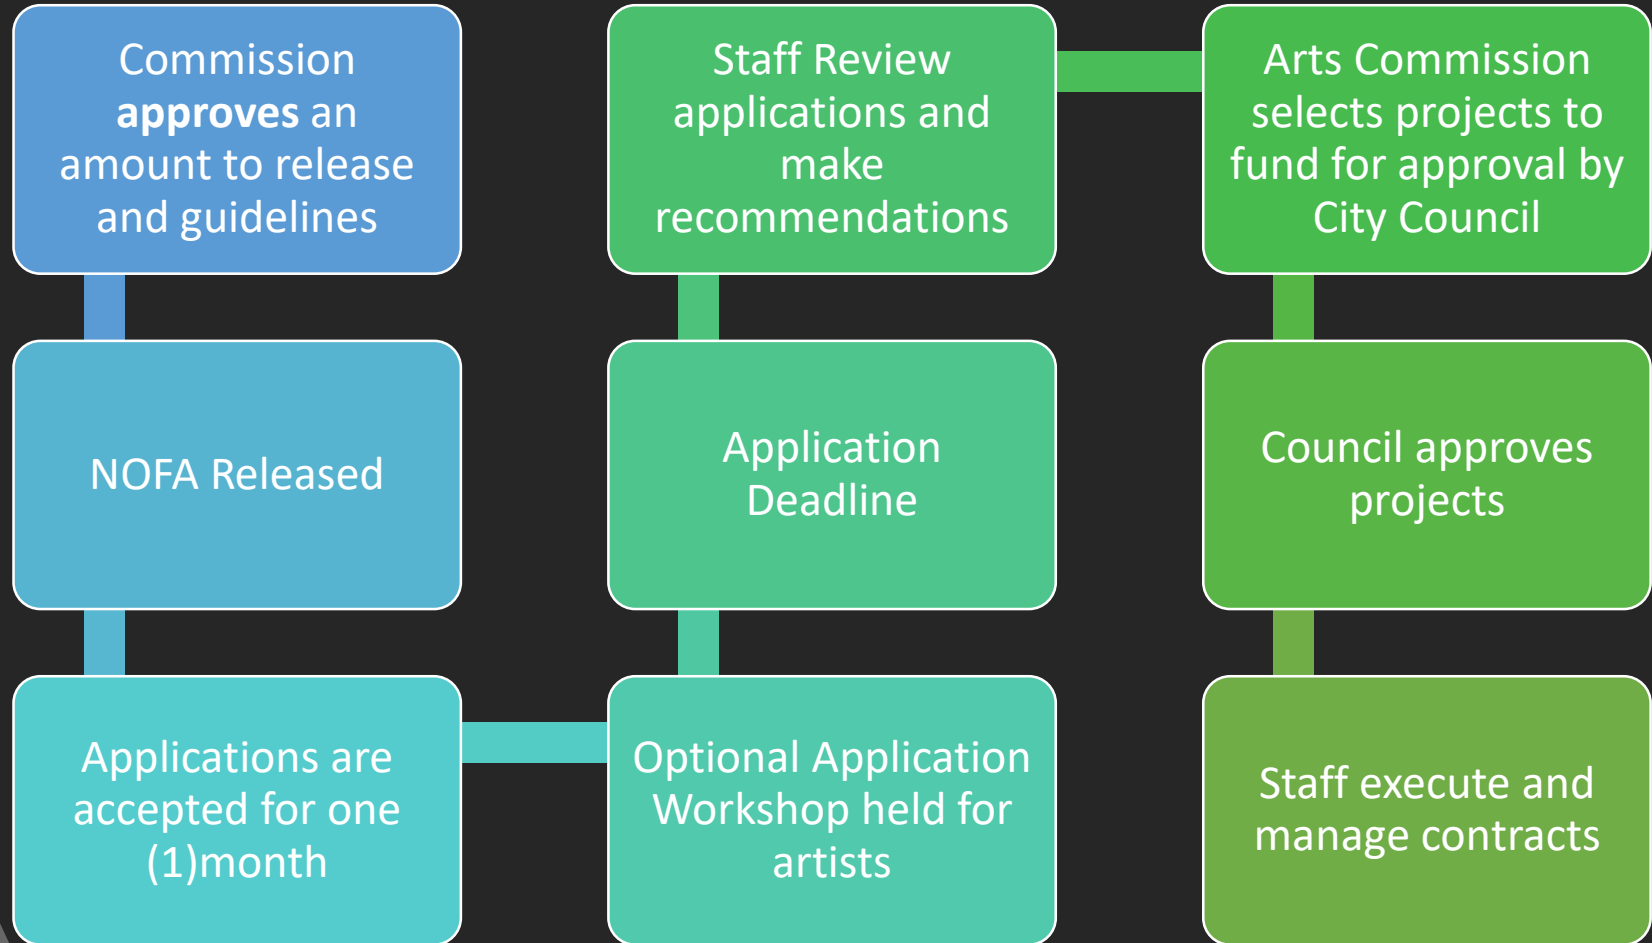 Commission
approves an
amount to release
and guidelines
NOFA Released
Applications are
accepted for one
(1)month
Optional Application
Workshop held for
artists
Application
Deadline
Staff Review
applications and
make
recommendations
Arts Commission
selects projects to
fund for approval by
City Council
Council approves
projects
Staff execute and
manage contracts